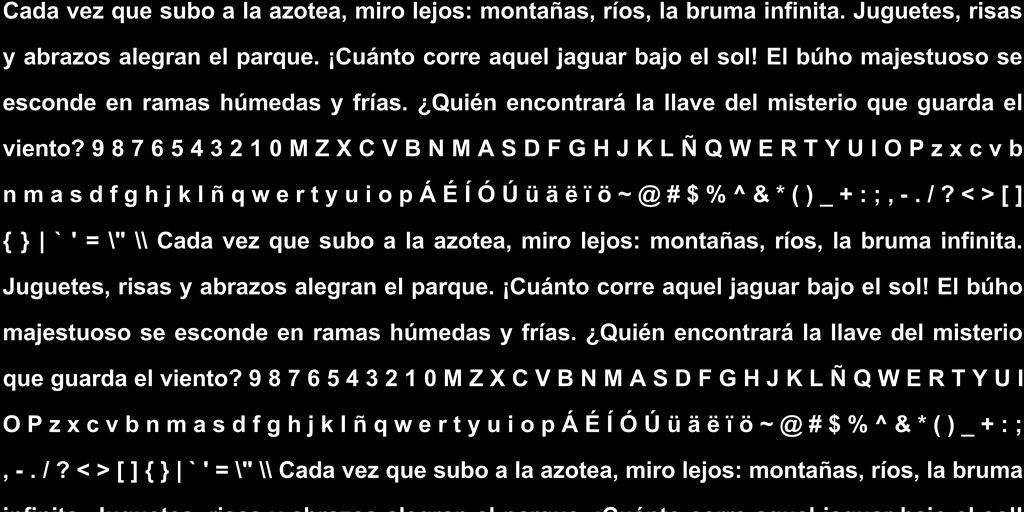 Cada vez que subo a la azotea, miro lejos: montañas, ríos, la bruma infinita. Juguetes, risas
y abrazos alegran el parque. ¡Cuánto corre aquel jaguar bajo el sol! El búho majestuoso se
esconde en ramas húmedas y frías. ¿Quién encontrará la llave del misterio que guarda el
viento? 9 8 7 6 5 4 3 2 1 0 M Z X C V B N M A S D F G H J K L Ñ Q W E R T Y U I O P z x c v b
n m a s d f g h j k l ñ q w e r t y u i o p Á É Í Ó Ú ü ä ë ï ö ~ @ # $ % ^ & * ( ) _ + : ; , - . / ? < > [ ]
{ } | ` ' = \" \\ Cada vez que subo a la azotea, miro lejos: montañas, ríos, la bruma infinita.
Juguetes, risas y abrazos alegran el parque. ¡Cuánto corre aquel jaguar bajo el sol! El búho
majestuoso se esconde en ramas húmedas y frías. ¿Quién encontrará la llave del misterio
que guarda el viento? 9 8 7 6 5 4 3 2 1 0 M Z X C V B N M A S D F G H J K L Ñ Q W E R T Y U I
O P z x c v b n m a s d f g h j k l ñ q w e r t y u i o p Á É Í Ó Ú ü ä ë ï ö ~ @ # $ % ^ & * ( ) _ + : ;
, - . / ? < > [ ] { } | ` ' = \" \\ Cada vez que subo a la azotea, miro lejos: montañas, ríos, la bruma